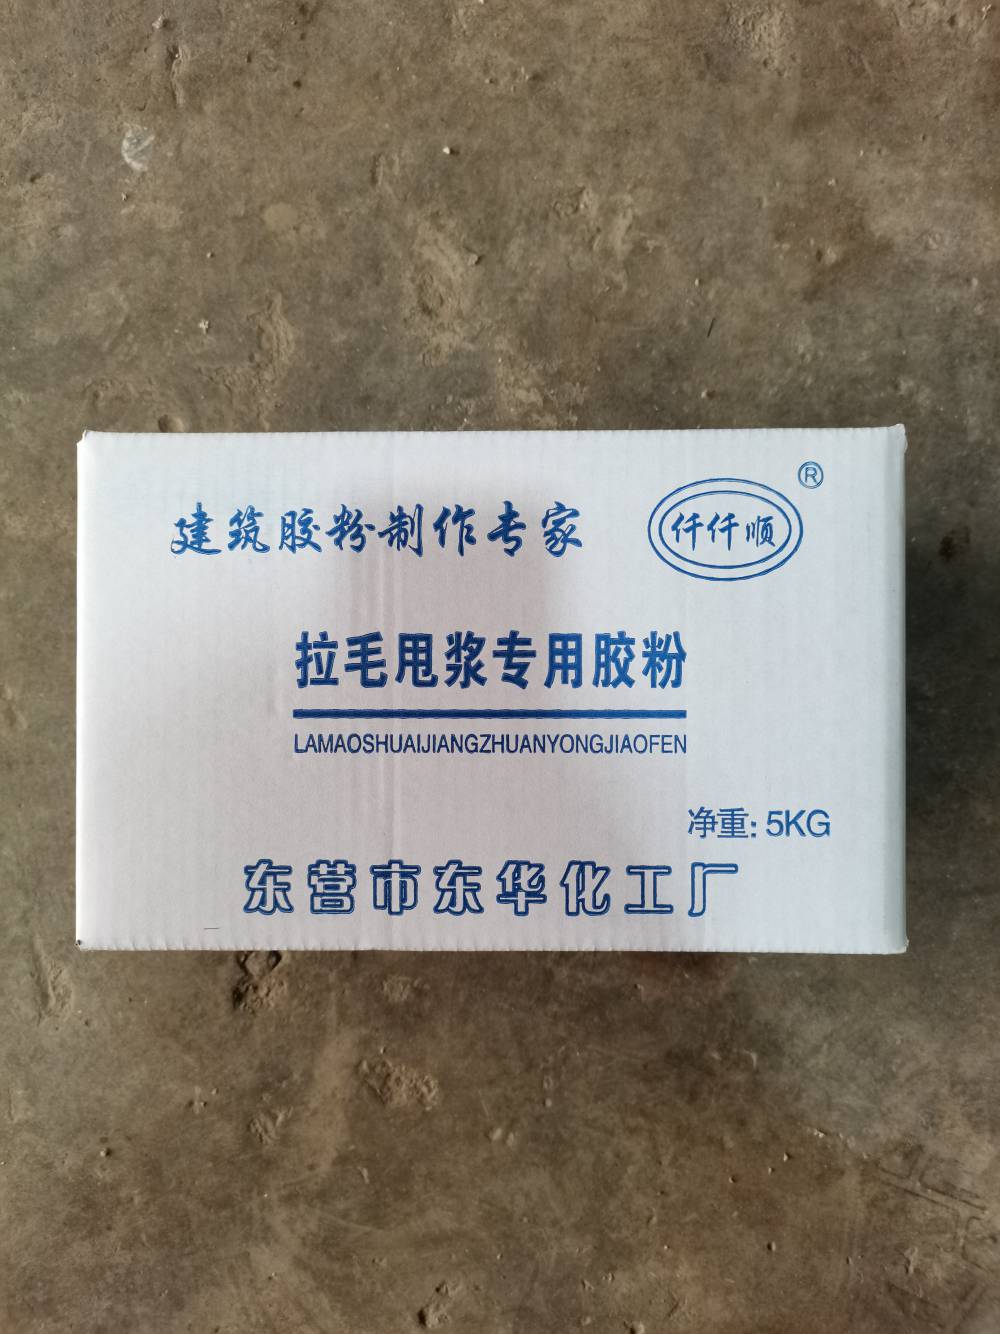 建筑胶粉制作专家
仟仟顺
®
拉毛甩浆专用胶粉
LAMAOSHUAIJIANGZHUANYONGJIAOFEN
净重: 5KG
东营市东华化工厂